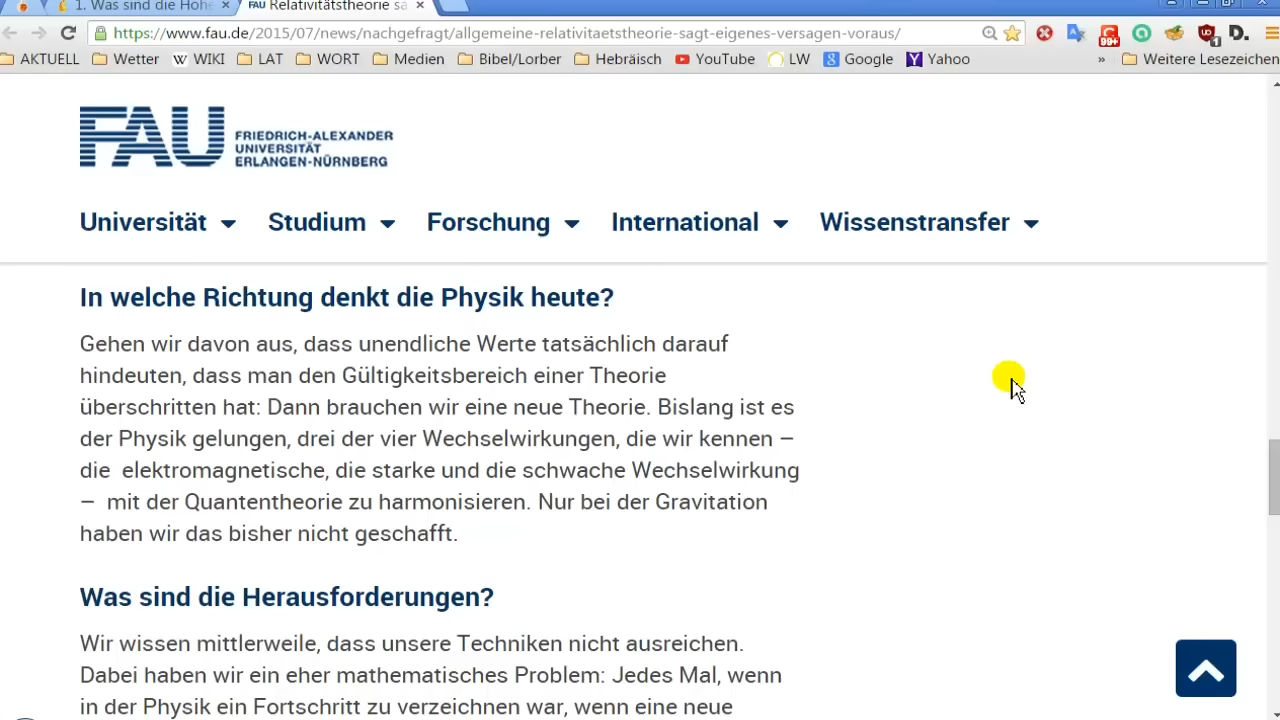 1. Was sind die Hohe
FAU Relativitätstheorie sa
https://www.fau.de/2015/07/news/nachgefragt/allgemeine-relativitaetstheorie-sagt-eigenes-versagen-voraus/
99+
1
D.
AKTUELL Wetter W WIKI LAT WORT Medien Bibel/Lorber Hebräisch YouTube LW Google Yahoo » Weitere Lesezeichen
FAU
FRIEDRICH-ALEXANDER
UNIVERSITÄT
ERLANGEN-NÜRNBERG
Universität Studium Forschung International Wissenstransfer
In welche Richtung denkt die Physik heute?
Gehen wir davon aus, dass unendliche Werte tatsächlich darauf
hindeuten, dass man den Gültigkeitsbereich einer Theorie
überschritten hat: Dann brauchen wir eine neue Theorie. Bislang ist es
der Physik gelungen, drei der vier Wechselwirkungen, die wir kennen –
die elektromagnetische, die starke und die schwache Wechselwirkung
– mit der Quantentheorie zu harmonisieren. Nur bei der Gravitation
haben wir das bisher nicht geschafft.
Was sind die Herausforderungen?
Wir wissen mittlerweile, dass unsere Techniken nicht ausreichen.
Dabei haben wir ein eher mathematisches Problem: Jedes Mal, wenn
in der Physik ein Fortschritt zu verzeichnen war, wenn eine neue